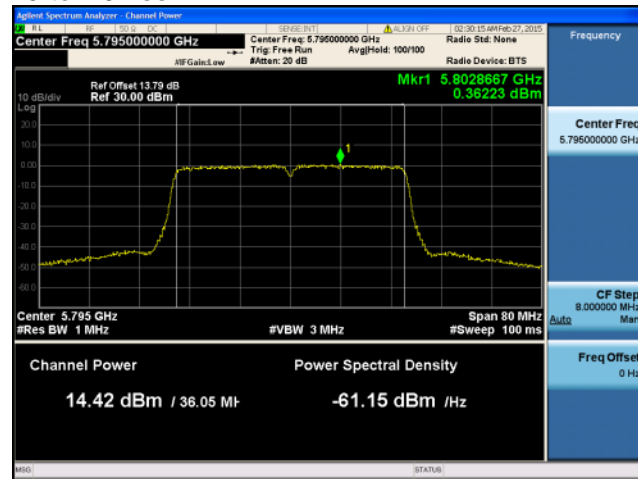 Agilent Spectrum Analyzer - Channel Power
RL RF 50 Ω DC SENSE:INT ALIGN OFF 02:30:15 AM Feb 27, 2015
Center Freq 5.795000000 GHz
Center Freq: 5.795000000 GHz
Radio Std: None
Trig: Free Run Avg|Hold: 100/100
#IFGain:Low #Atten: 20 dB Radio Device: BTS
Frequency
Mkr1 5.8028667 GHz
0.36223 dBm
Ref Offset 13.79 dB
10 dB/div Ref 30.00 dBm
Log
20.0
10.0
0.00
-10.0
-20.0
-30.0
-40.0
-50.0
-60.0
1
Center 5.795 GHz Span 80 MHz
#Res BW 1 MHz #VBW 3 MHz #Sweep 100 ms
Channel Power Power Spectral Density
14.42 dBm / 36.05 MH -61.15 dBm /Hz
Center Freq
5.795000000 GHz
CF Step
8.000000 MHz
Auto Man
Freq Offset
0 Hz
MSG STATUS